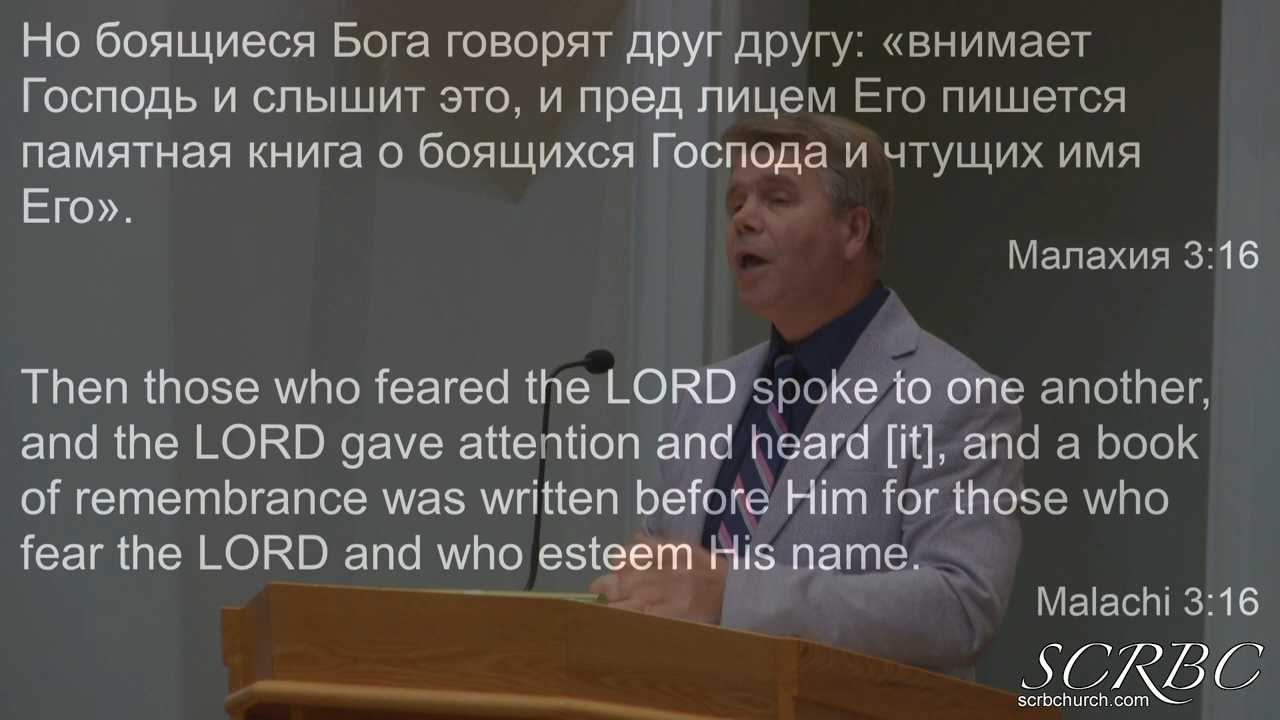 Но боящиеся Бога говорят друг другу: «внимает
Господь и слышит это, и пред лицем Его пишется
памятная книга о боящихся Господа и чтущих имя
Его».
Малахия 3:16
Then those who feared the LORD spoke to one another,
and the LORD gave attention and heard [it], and a book
of remembrance was written before Him for those who
fear the LORD and who esteem His name.
Malachi 3:16
SCRBC
scrbchurch.com